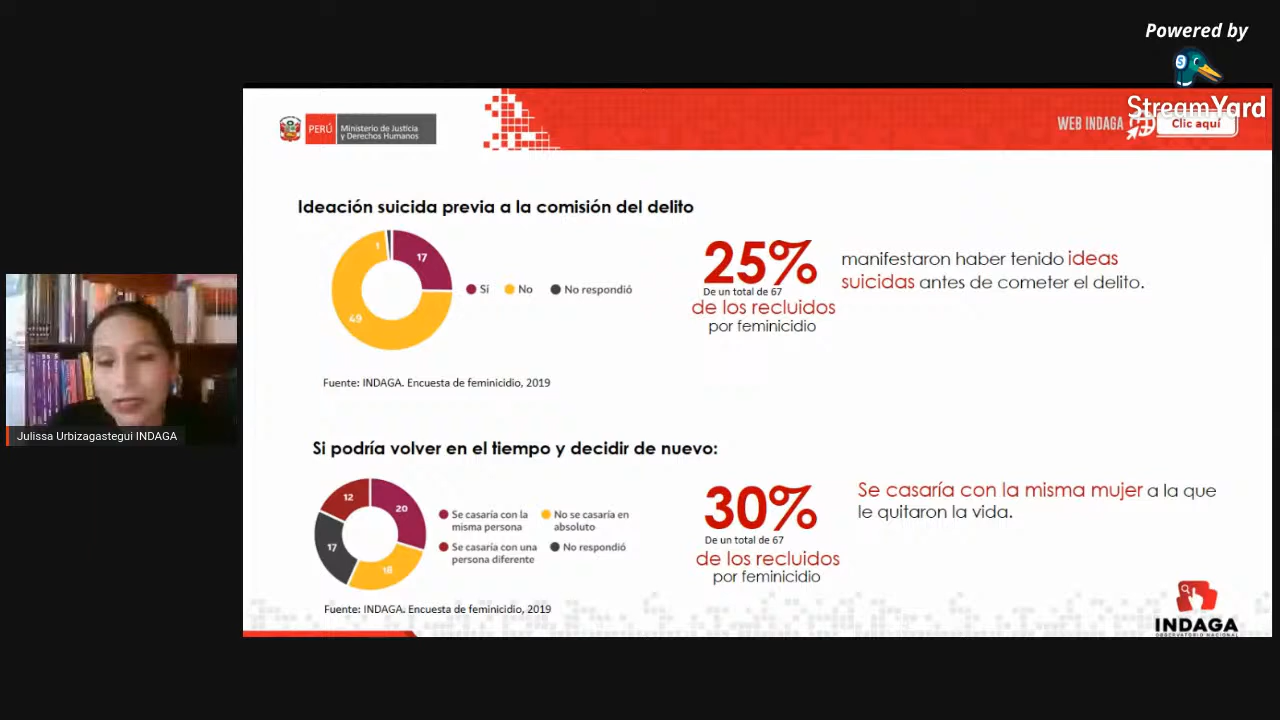 Powered by
StreamYard
PERÚ
Ministerio de Justicia
y Derechos Humanos
WEB INDAGA
Clic aquí
Ideación suicida previa a la comisión del delito
1
17
49
Sí
No
No respondió
25%
De un total de 67
de los recluidos
por feminicidio
manifestaron haber tenido ideas
suicidas antes de cometer el delito.
Fuente: INDAGA. Encuesta de feminicidio, 2019
Julissa Urbizagastegui INDAGA
Si podría volver en el tiempo y decidir de nuevo:
12
20
17
18
Se casaría con la
misma persona
No se casaría en
absoluto
Se casaría con una
persona diferente
No respondió
30%
De un total de 67
de los recluidos
por feminicidio
Se casaría con la misma mujer a la que
le quitaron la vida.
Fuente: INDAGA. Encuesta de feminicidio, 2019
INDAGA
OBSERVATORIO NACIONAL